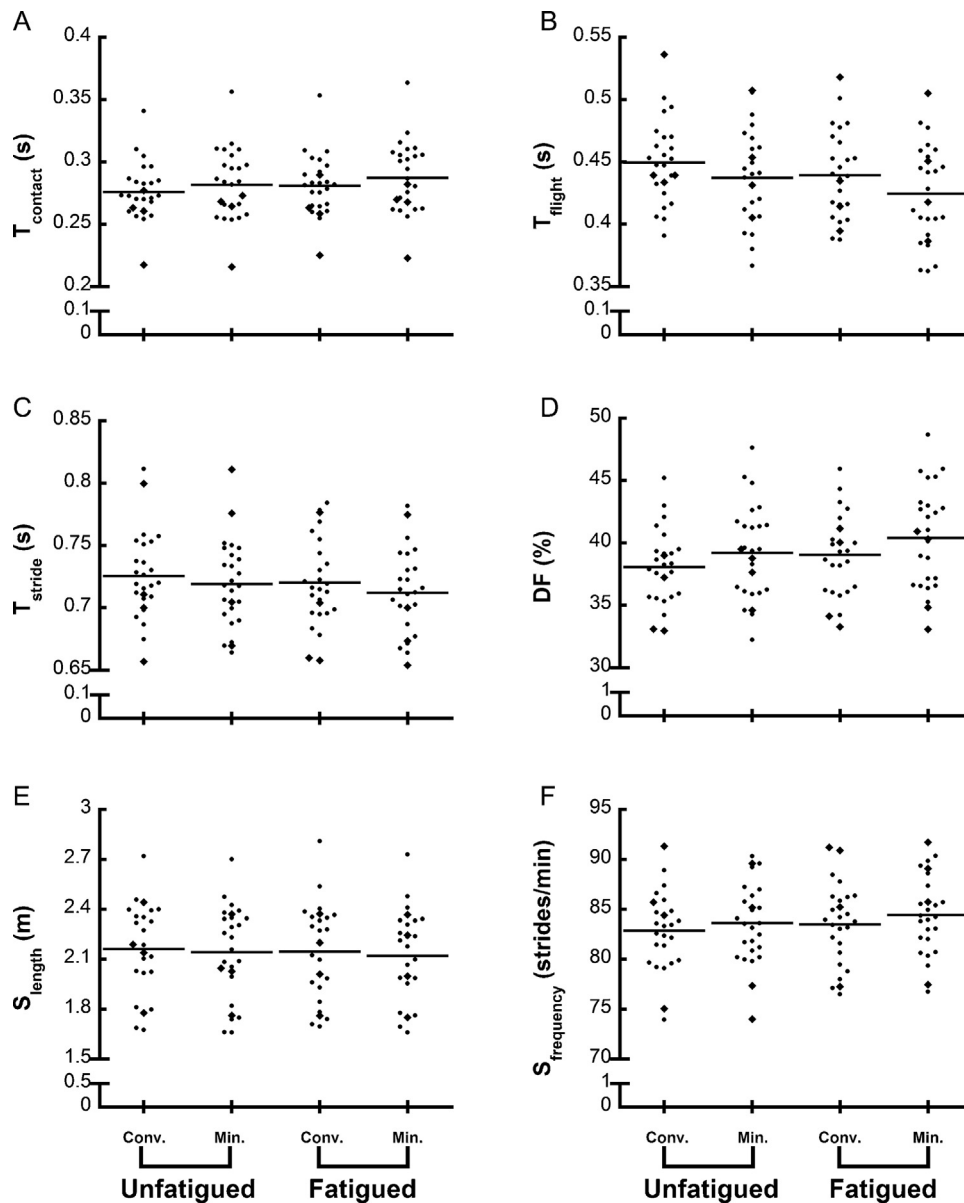 A
T_contact (s)
0.4
0.35
0.3
0.25
0.2
0.1
0
B
T_flight (s)
0.55
0.5
0.45
0.4
0.35
0.1
0
C
T_stride (s)
0.85
0.8
0.75
0.7
0.65
0.1
0
D
DF (%)
50
45
40
35
30
1
0
E
S_length (m)
3
2.7
2.4
2.1
1.8
1.5
0.5
0
F
S_frequency (strides/min)
95
90
85
80
75
70
1
0
Conv. Min. Conv. Min.
Unfatigued Fatigued
Conv. Min. Conv. Min.
Unfatigued Fatigued